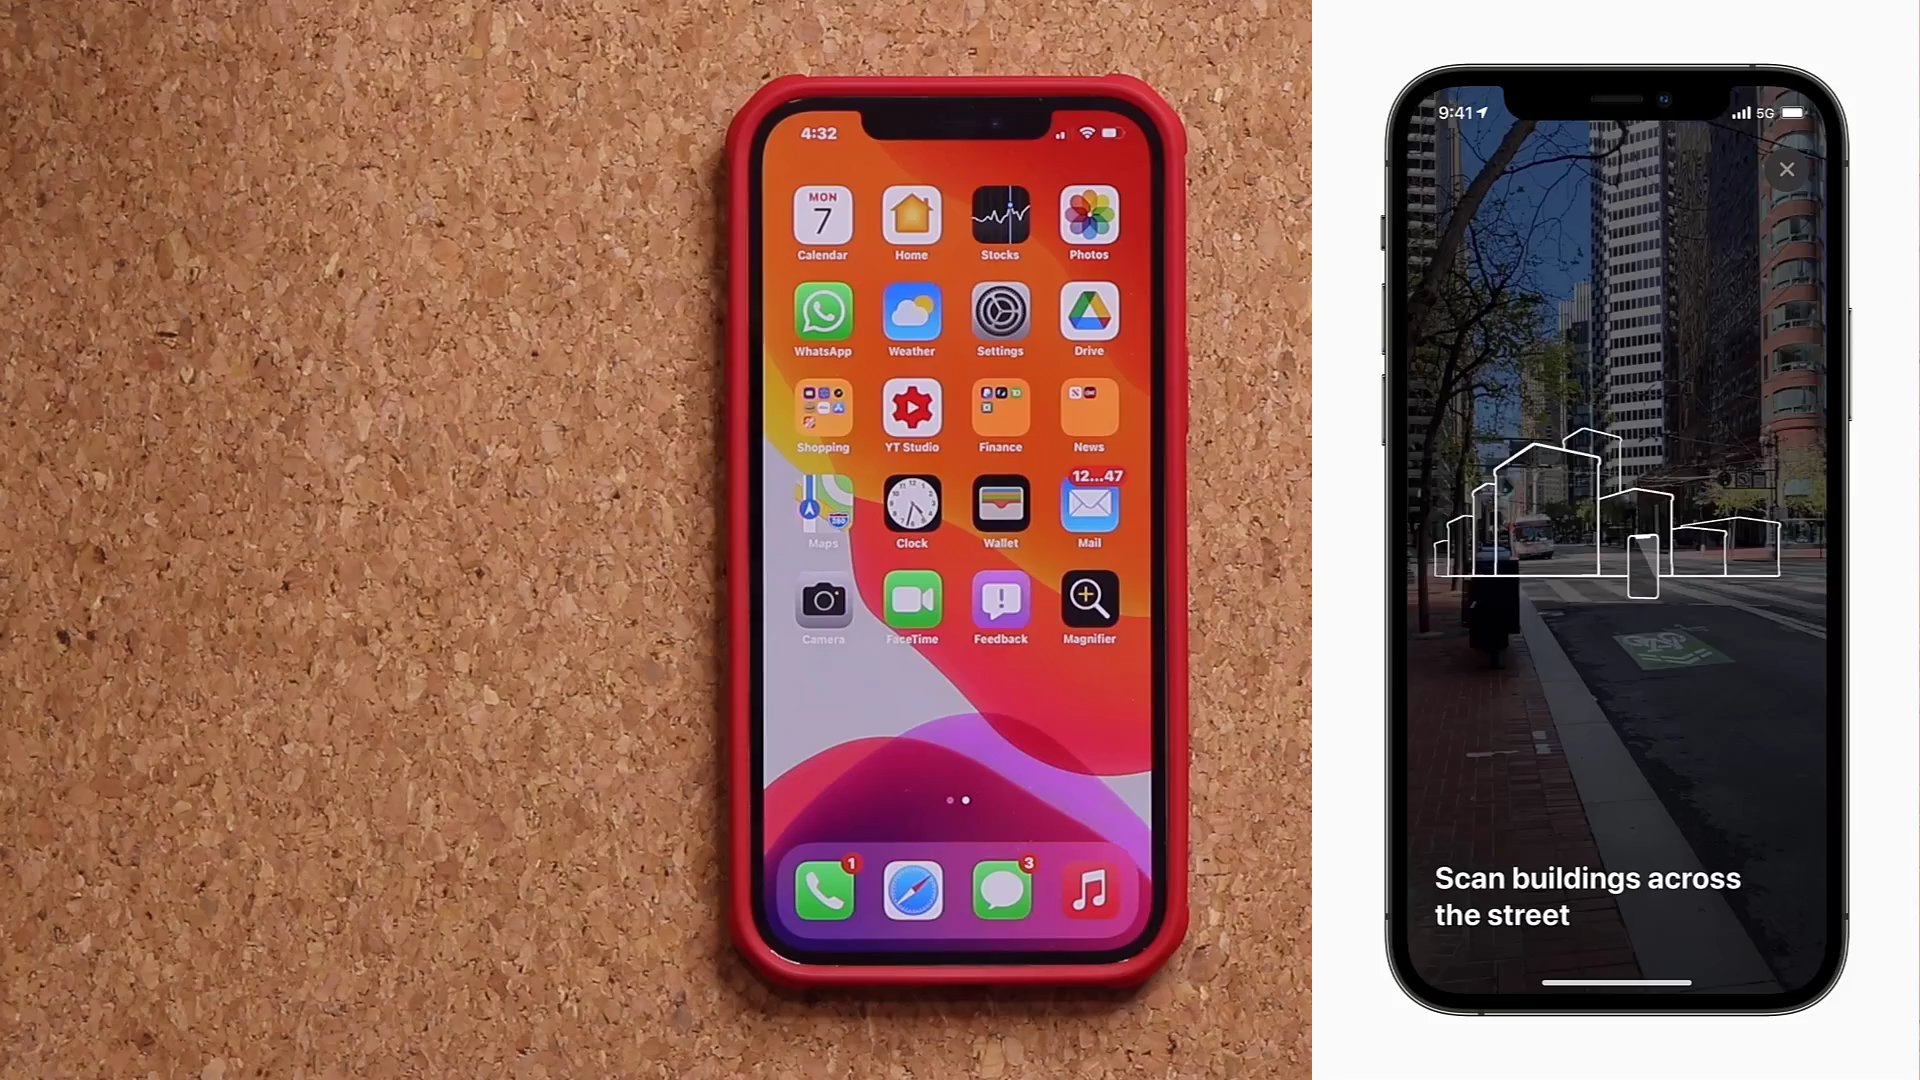 4:32
MON
7
Calendar
Home
Stocks
Photos
WhatsApp
Weather
Settings
Drive
Shopping
YT Studio
Finance
News
280
12...47
Maps
Clock
Wallet
Mail
Camera
FaceTime
Feedback
Magnifier
1
3
9:41
5G
Scan buildings across
the street